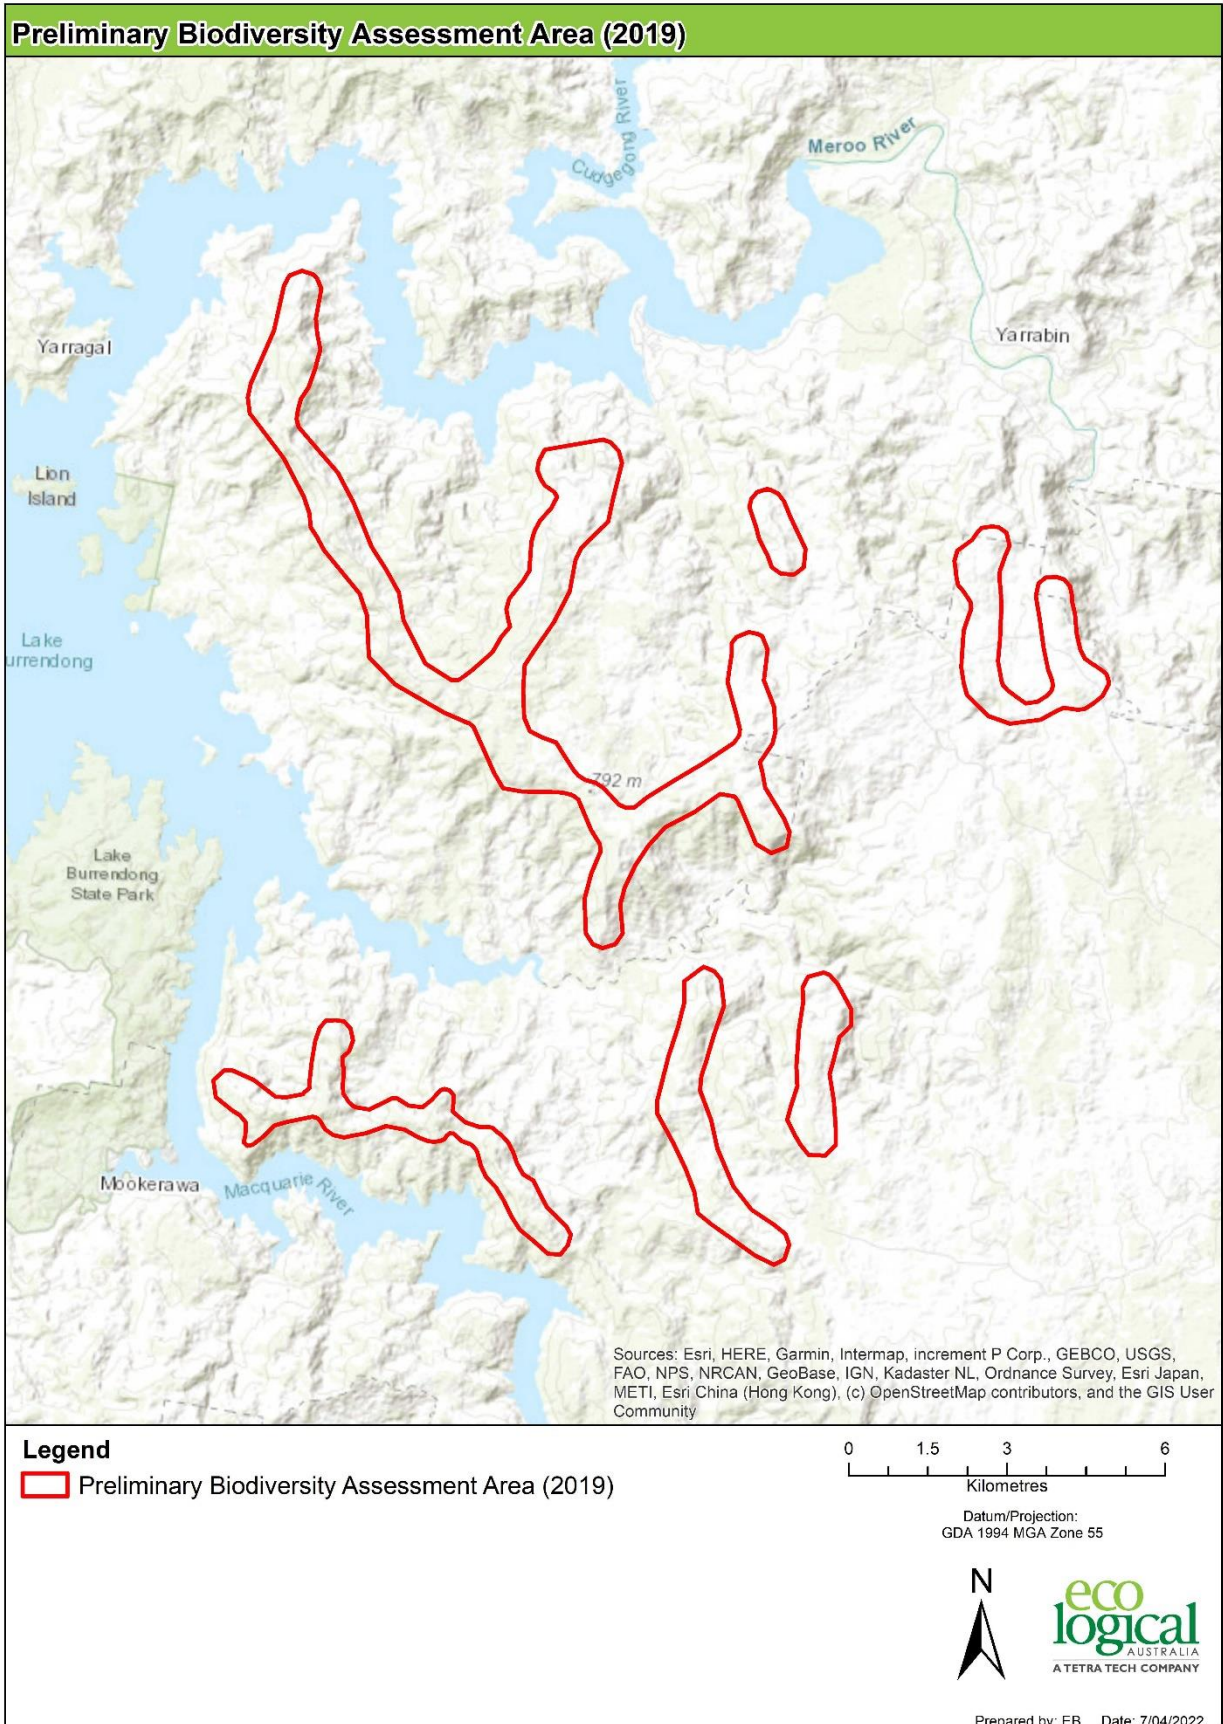 Preliminary Biodiversity Assessment Area (2019)
Cudgegong River
Meroo River
Yarragal
Yarrabin
Lion
Island
Lake
urrendong
792 m
Lake
Burrendong
State Park
Mookerawa
Macquarie River
Sources: Esri, HERE, Garmin, Intermap, increment P Corp., GEBCO, USGS,
FAO, NPS, NRCAN, GeoBase, IGN, Kadaster NL, Ordnance Survey, Esri Japan,
METI, Esri China (Hong Kong), (c) OpenStreetMap contributors, and the GIS User
Community
Legend
Preliminary Biodiversity Assessment Area (2019)
0 1.5 3 6
Kilometres
Datum/Projection:
GDA 1994 MGA Zone 55
N
eco
logical
AUSTRALIA
A TETRA TECH COMPANY
Prepared by: EB Date: 7/04/2022